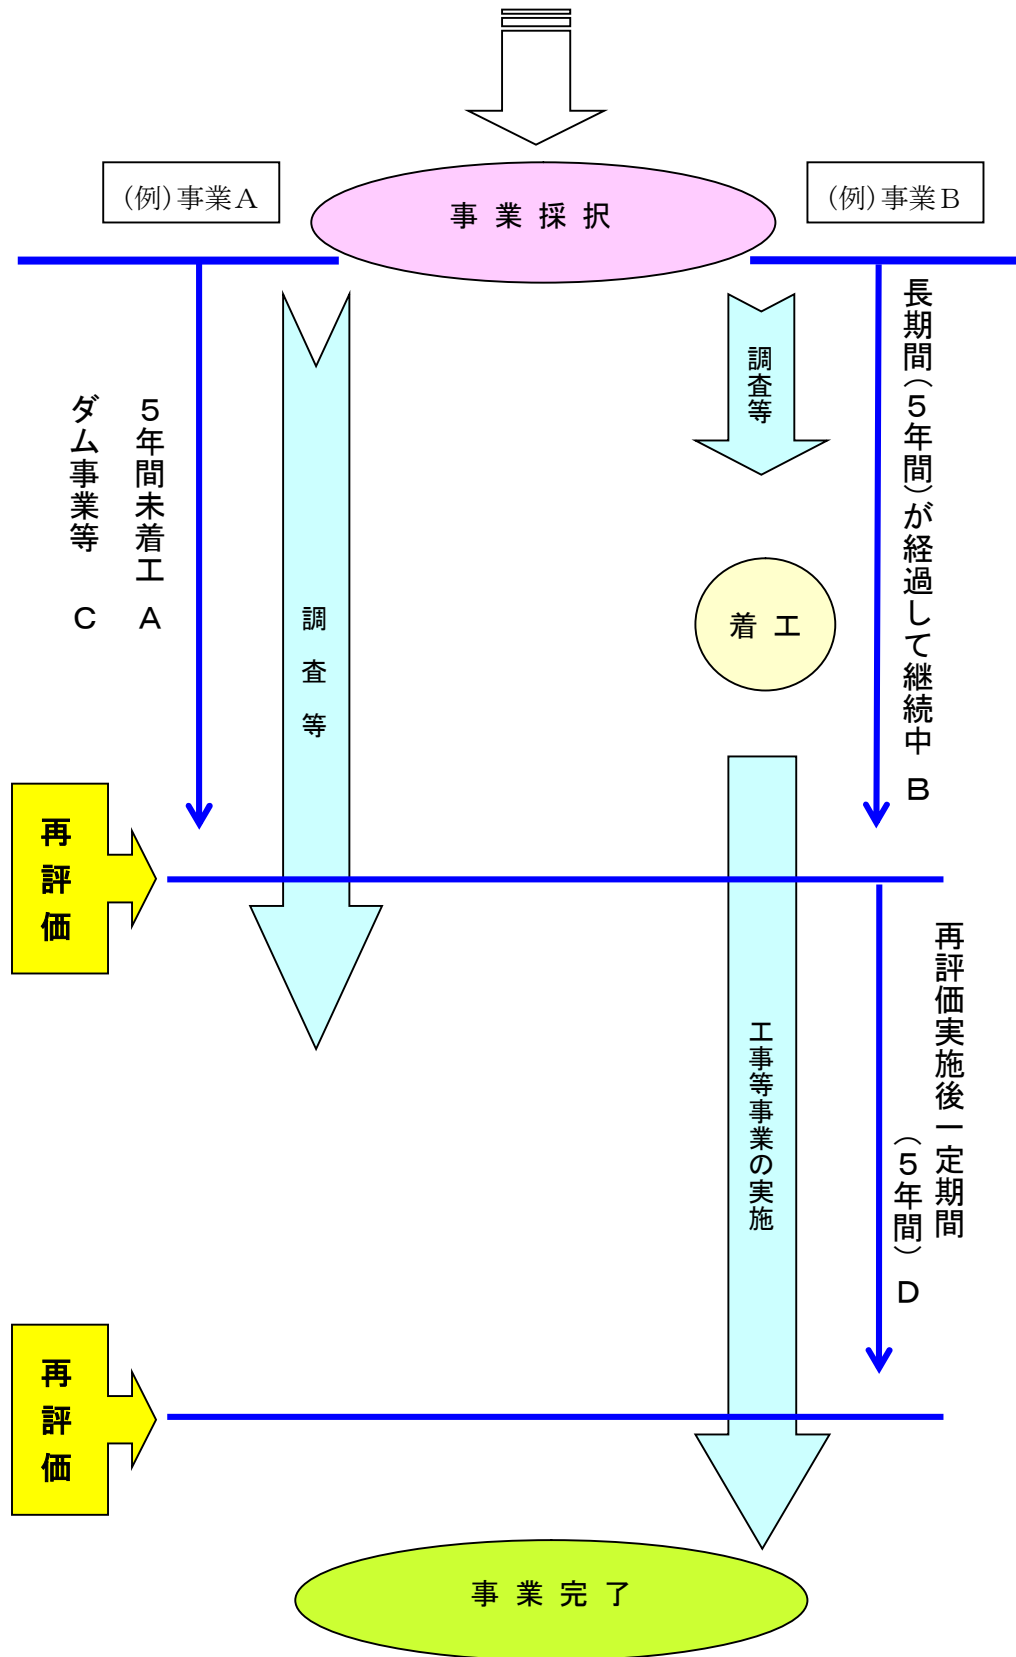 (例)事業A
事業採択
(例)事業B
5年間未着工 A
ダム事業等 C
調査等
調査等
着工
長期間(5年間)が経過して継続中 B
再評価
工事等事業の実施
再評価実施後一定期間
(5年間) D
再評価
事業完了